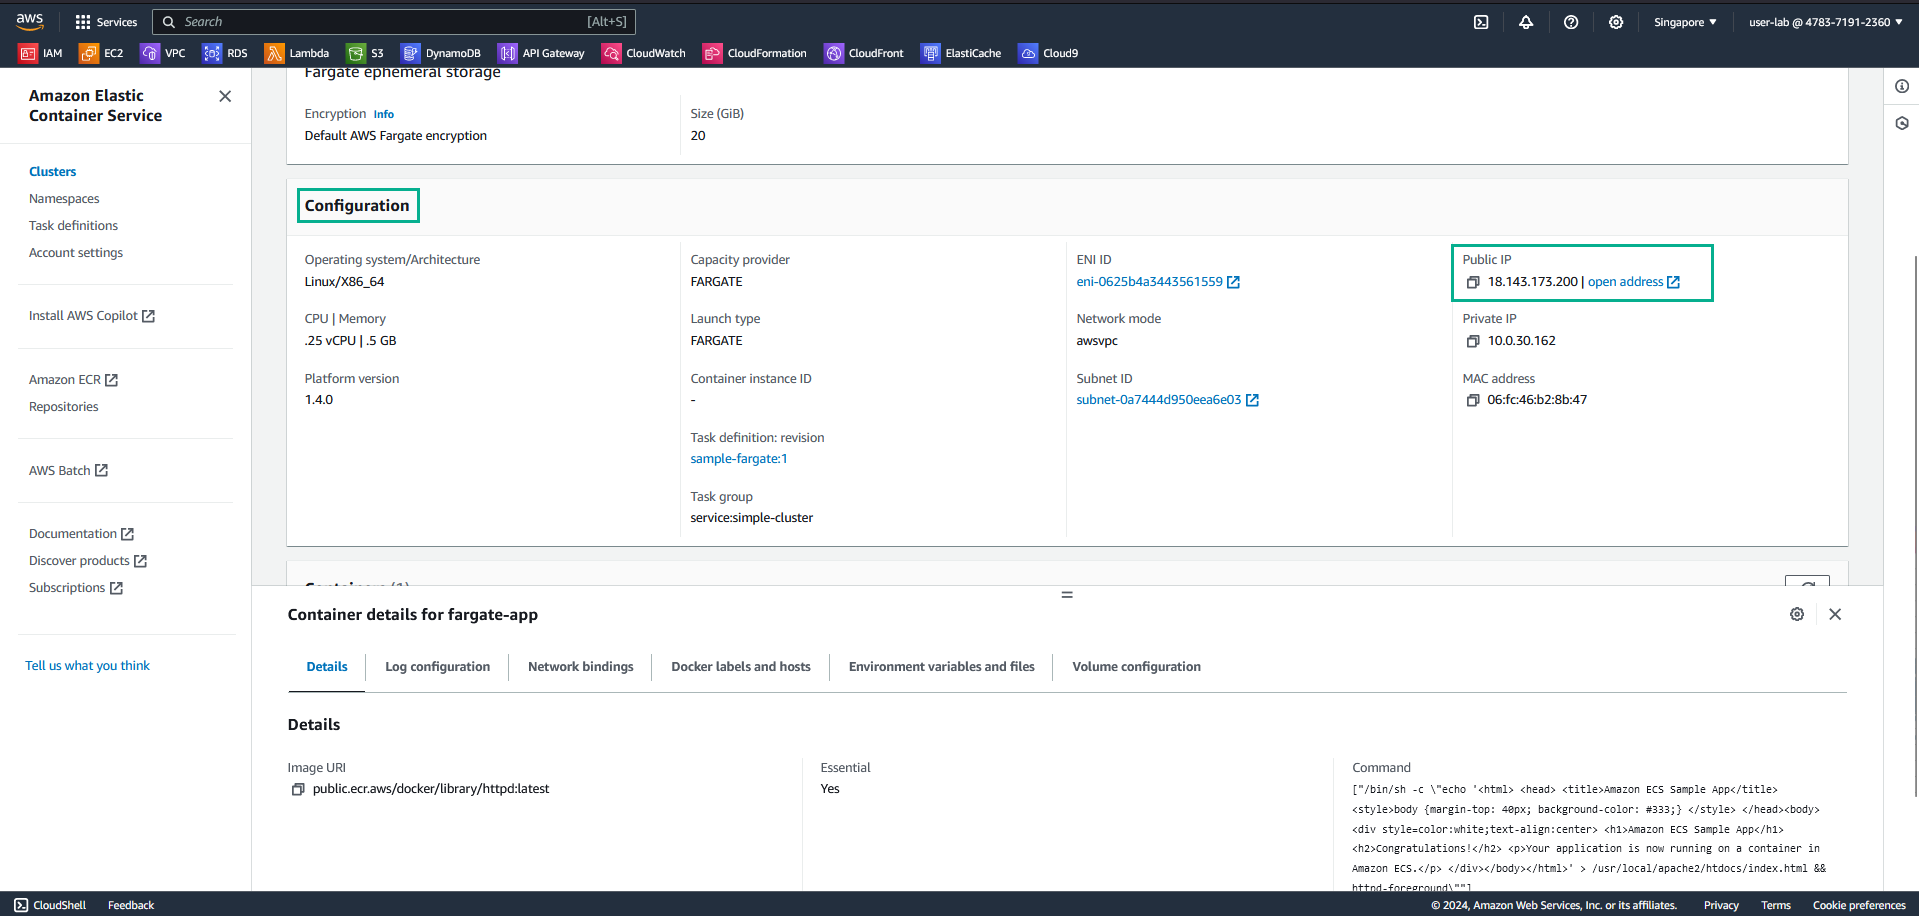 aws Services Search [Alt+S] Singapore user-lab @ 4783-7191-2360
IAM EC2 VPC RDS Lambda S3 DynamoDB API Gateway CloudWatch CloudFormation CloudFront ElastiCache Cloud9
Amazon Elastic
Container Service
Clusters
Namespaces
Task definitions
Account settings
Install AWS Copilot
Amazon ECR
Repositories
AWS Batch
Documentation
Discover products
Subscriptions
Tell us what you think
Fargate ephemeral storage
Encryption Info
Default AWS Fargate encryption
Size (GiB)
20
Configuration
Operating system/Architecture
Linux/X86_64
CPU | Memory
.25 vCPU | .5 GB
Platform version
1.4.0
Capacity provider
FARGATE
Launch type
FARGATE
Container instance ID
-
Task definition: revision
sample-fargate:1
Task group
service:simple-cluster
ENI ID
eni-0625b4a3443561559
Network mode
awsvpc
Subnet ID
subnet-0a7444d950eea6e03
Public IP
18.143.173.200 | open address
Private IP
10.0.30.162
MAC address
06:fc:46:b2:8b:47
Containers (1)
Container details for fargate-app
Details Log configuration Network bindings Docker labels and hosts Environment variables and files Volume configuration
Details
Image URI
public.ecr.aws/docker/library/httpd:latest
Essential
Yes
Command
["/bin/sh -c \"echo '<html> <head> <title>Amazon ECS Sample App</title>
<style>body {margin-top: 40px; background-color: #333;} </style> </head><body>
<div style=color:white;text-align:center> <h1>Amazon ECS Sample App</h1>
<h2>Congratulations!</h2> <p>Your application is now running on a container in
Amazon ECS.</p> </div></body></html>' > /usr/local/apache2/htdocs/index.html &&
httpd-foreground\""]
CloudShell Feedback © 2024, Amazon Web Services, Inc. or its affiliates. Privacy Terms Cookie preferences